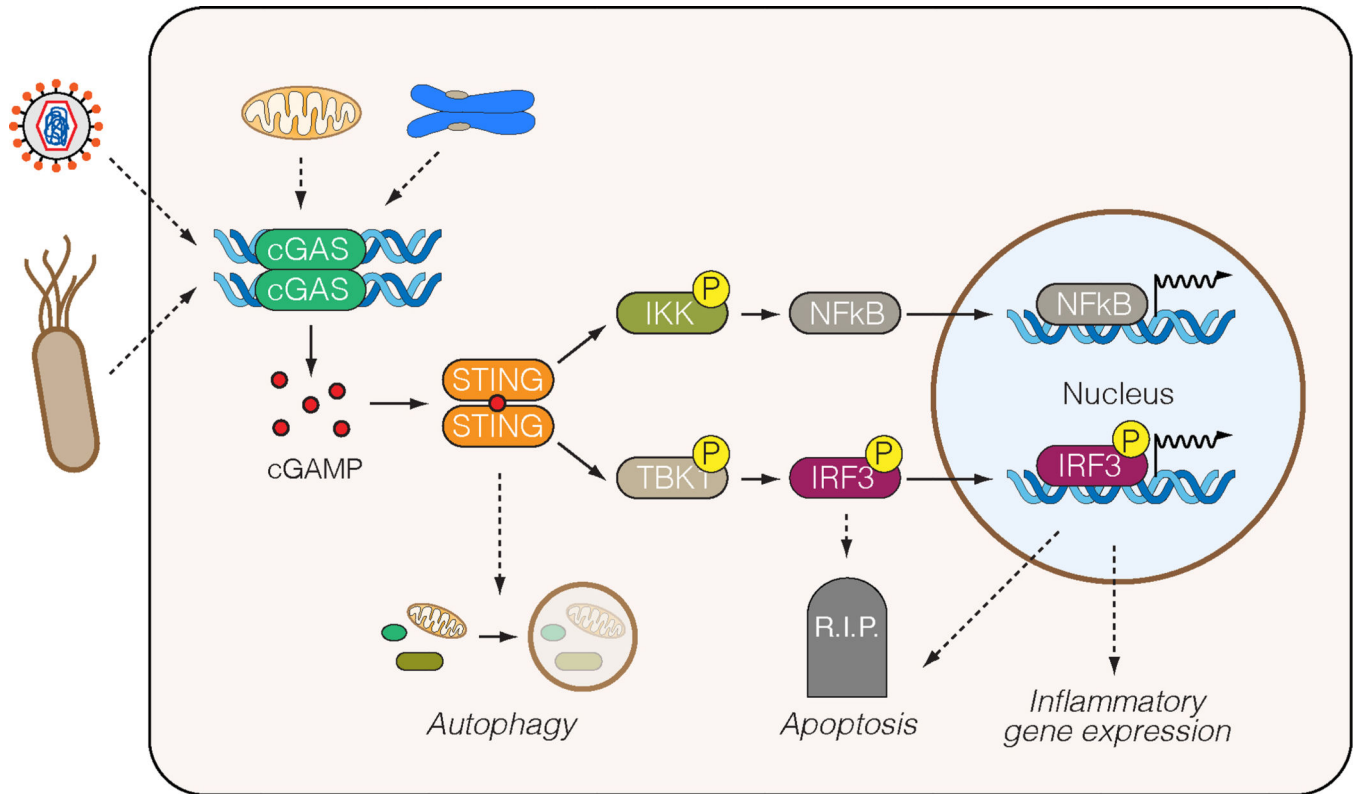 cGAS
cGAS
cGAMP
STING
STING
IKK
P
NFkB
TBK1
P
IRF3
P
NFkB
Nucleus
IRF3
P
R.I.P.
Autophagy
Apoptosis
Inflammatory
gene expression